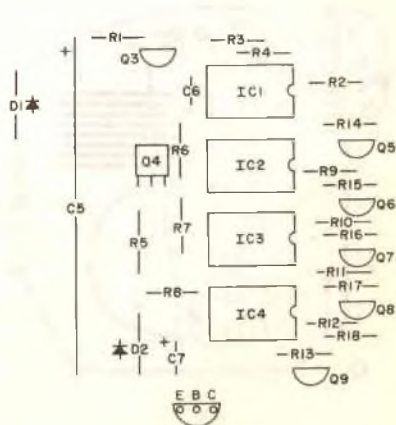 R1
R3
+
Q3
R4
C6
IC1
R2
D1
R14
R6
Q4
Q5
IC2
R9
R15
C5
Q6
R7
R10
R5
IC3
R16
Q7
R11
R8
R17
IC4
Q8
R12
+
D2
C7
R18
R13
Q9
E B C